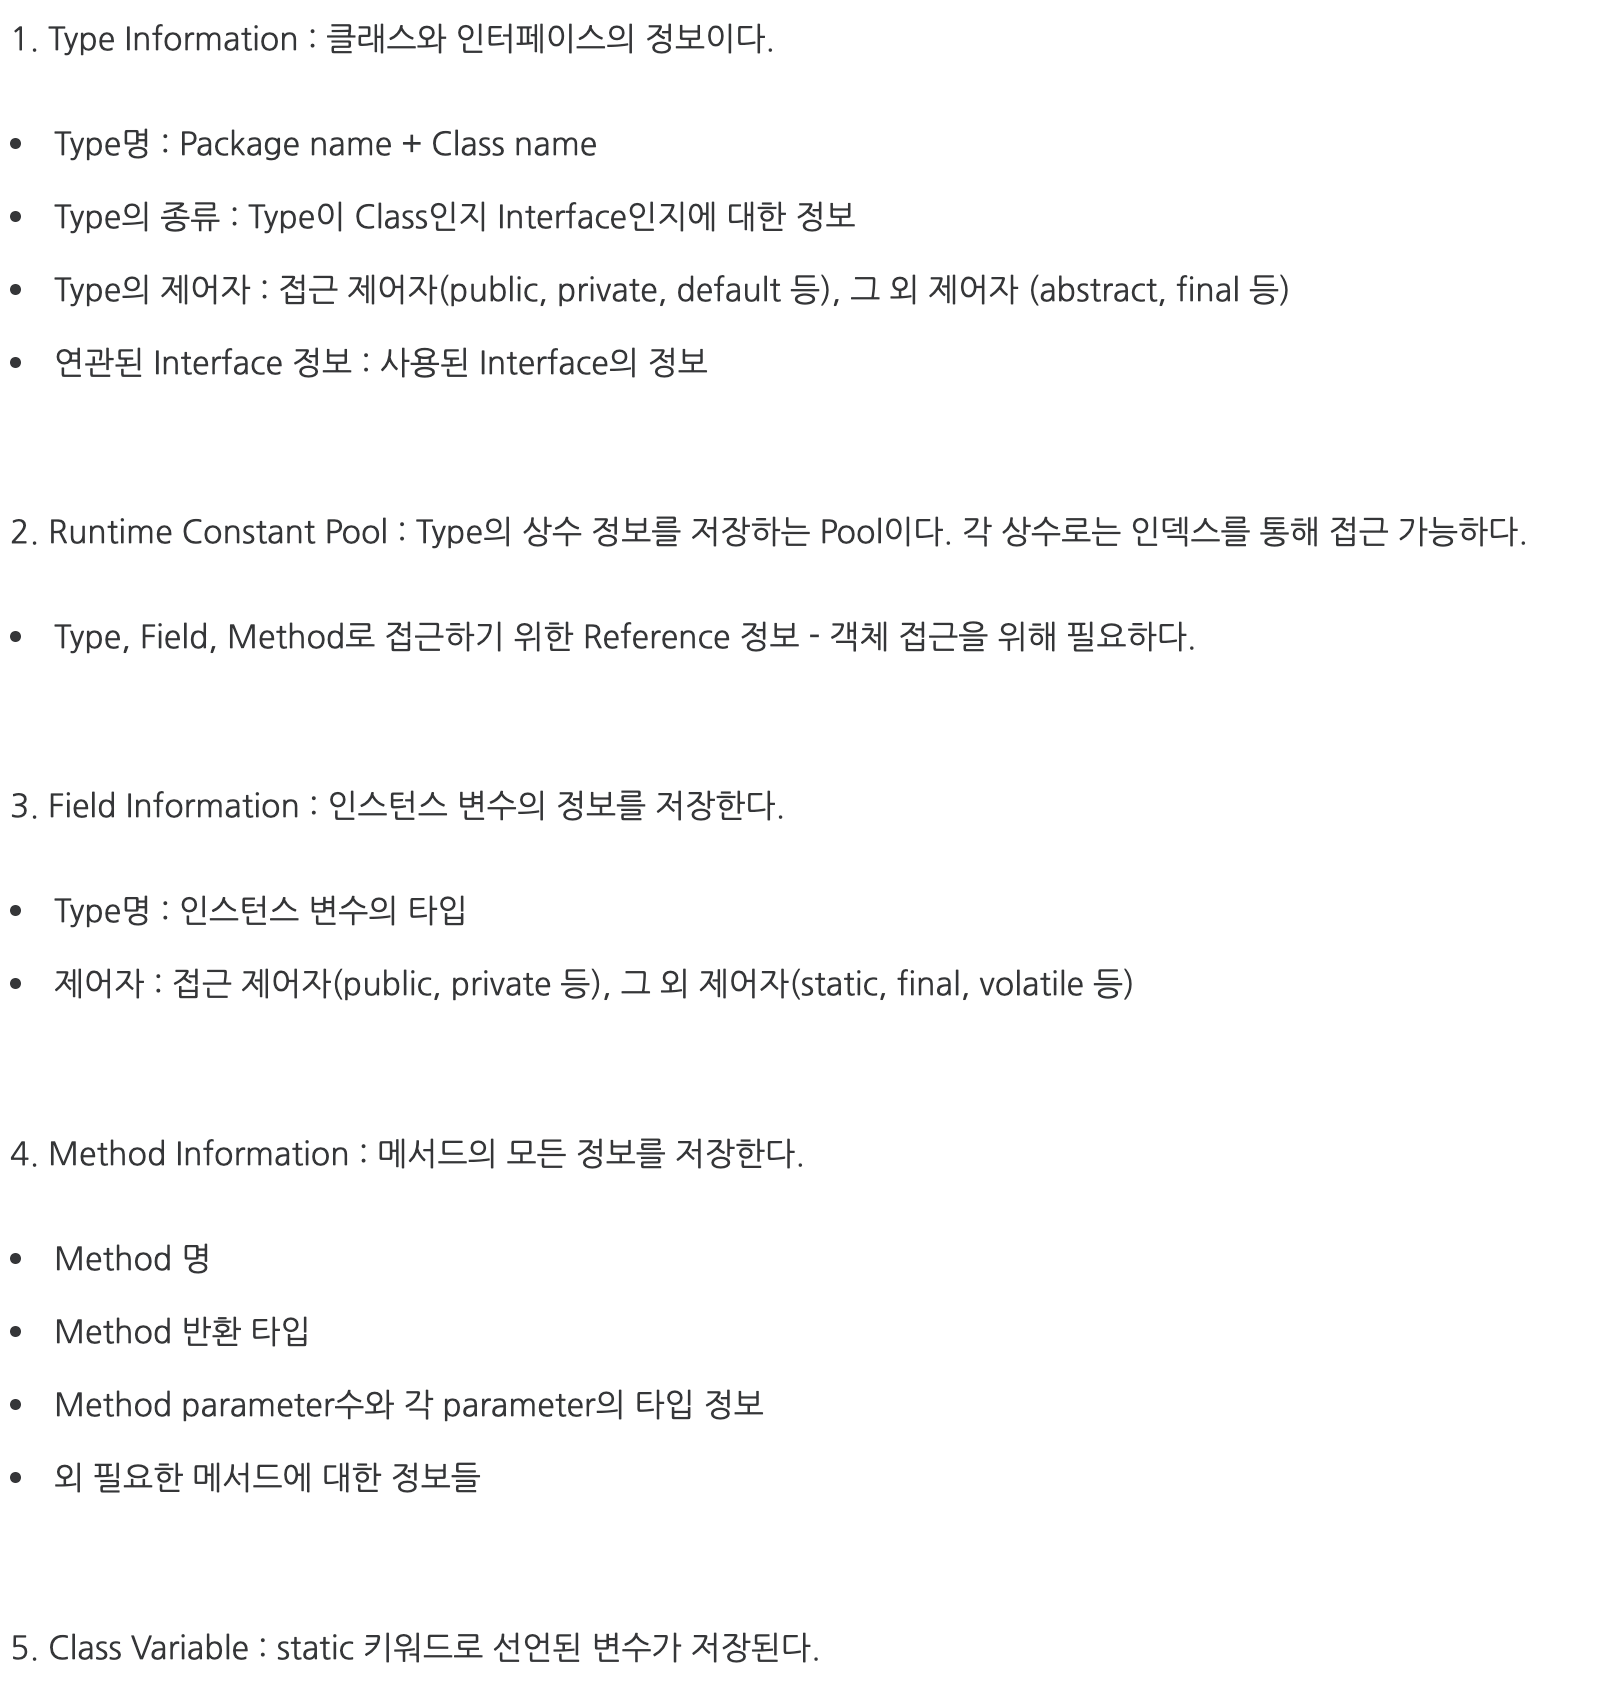 1. Type Information : 클래스와 인터페이스의 정보이다.
• Type명 : Package name + Class name
• Type의 종류 : Type이 Class인지 Interface인지에 대한 정보
• Type의 제어자 : 접근 제어자(public, private, default 등), 그 외 제어자 (abstract, final 등)
• 연관된 Interface 정보 : 사용된 Interface의 정보
2. Runtime Constant Pool : Type의 상수 정보를 저장하는 Pool이다. 각 상수로는 인덱스를 통해 접근 가능하다.
• Type, Field, Method로 접근하기 위한 Reference 정보 - 객체 접근을 위해 필요하다.
3. Field Information : 인스턴스 변수의 정보를 저장한다.
• Type명 : 인스턴스 변수의 타입
• 제어자 : 접근 제어자(public, private 등), 그 외 제어자(static, final, volatile 등)
4. Method Information : 메서드의 모든 정보를 저장한다.
• Method 명
• Method 반환 타입
• Method parameter수와 각 parameter의 타입 정보
• 외 필요한 메서드에 대한 정보들
5. Class Variable : static 키워드로 선언된 변수가 저장된다.